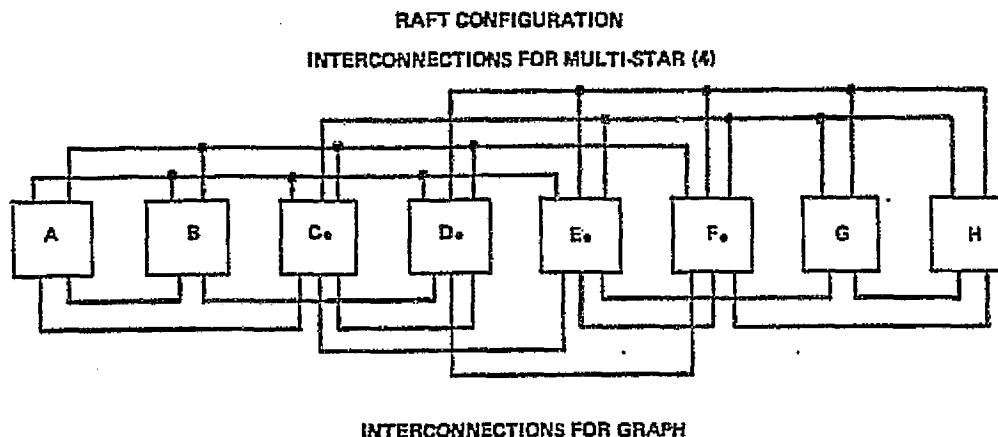 RAFT CONFIGURATION
INTERCONNECTIONS FOR MULTI-STAR (4)
A B Ce De Ee Fe G H
INTERCONNECTIONS FOR GRAPH